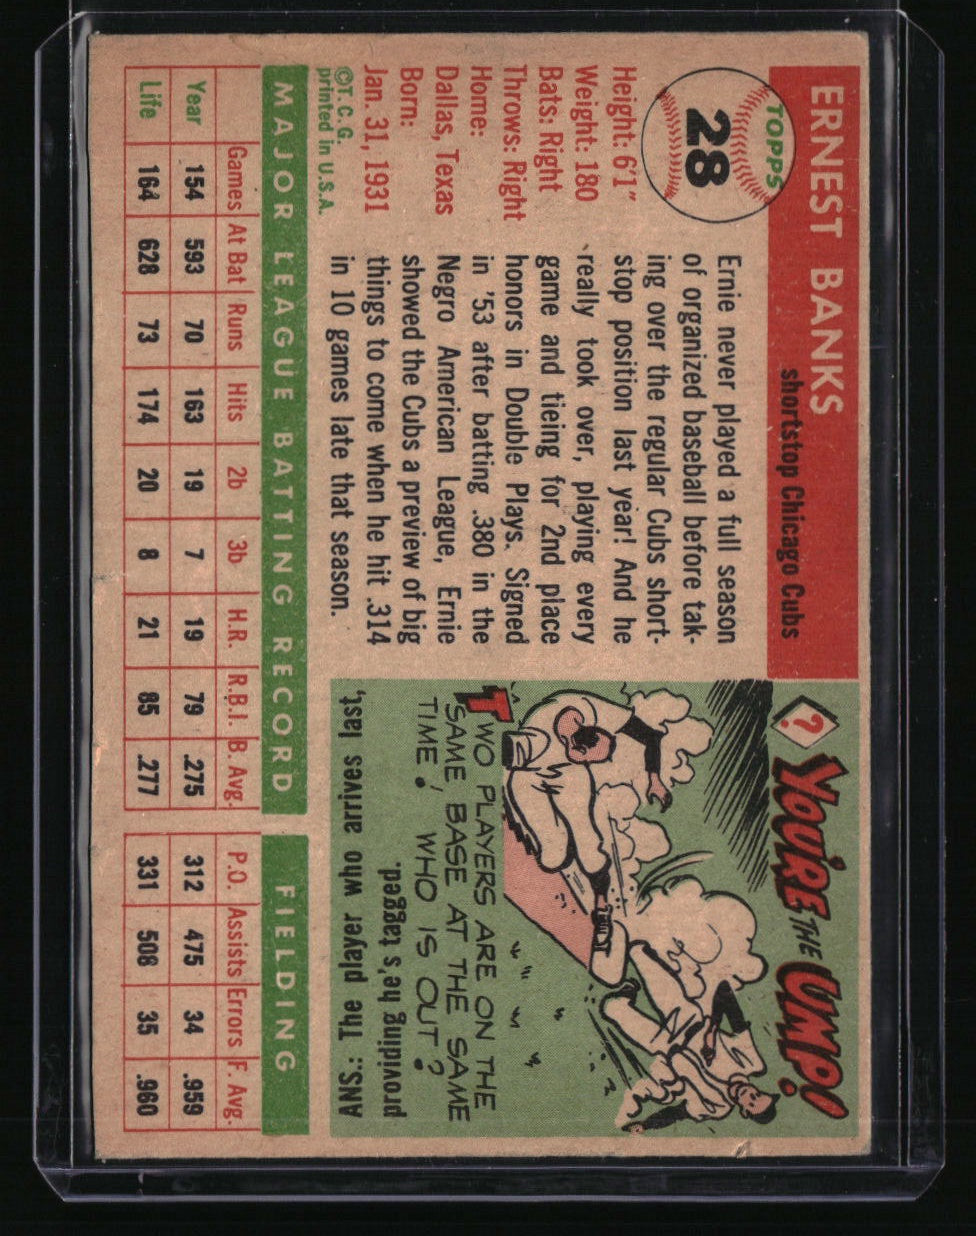 TOPPS
28
ERNEST BANKS
shortstop Chicago Cubs
Height: 6'1"
Weight: 180
Bats: Right
Throws: Right
Home:
Dallas, Texas
Born:
Jan. 31, 1931
©T. C. G.
printed in U.S.A.
Ernie never played a full season
of organized baseball before tak-
ing over the regular Cubs short-
stop position last year! And he
really took over, playing every
game and tieing for 2nd place
honors in Double Plays. Signed
in '53 after batting .380 in the
Negro American League, Ernie
showed the Cubs a preview of big
things to come when he hit .314
in 10 games late that season.
? YOU'RE THE UMP!
TWO PLAYERS ARE ON THE
SAME BASE AT THE SAME
TIME! WHO IS OUT?
ANS.: The player who arrives last,
providing he's tagged.
MAJOR LEAGUE BATTING RECORD FIELDING
Games At Bat Runs Hits 2b 3b H.R. R.B.I. B. Avg. P.O. Assists Errors F. Avg.
Year 154 593 70 163 19 7 19 79 .275 312 475 34 .959
Life 164 628 73 174 20 8 21 85 .277 331 508 35 .960